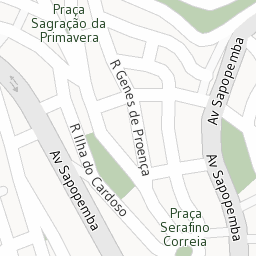 Praça
Sagração da
Primavera
R Genes de Proença
Av Sapopemba
R Ilha do Cardoso
Av Sapopemba
Av Sapopemba
Praça
Serafino
Correia